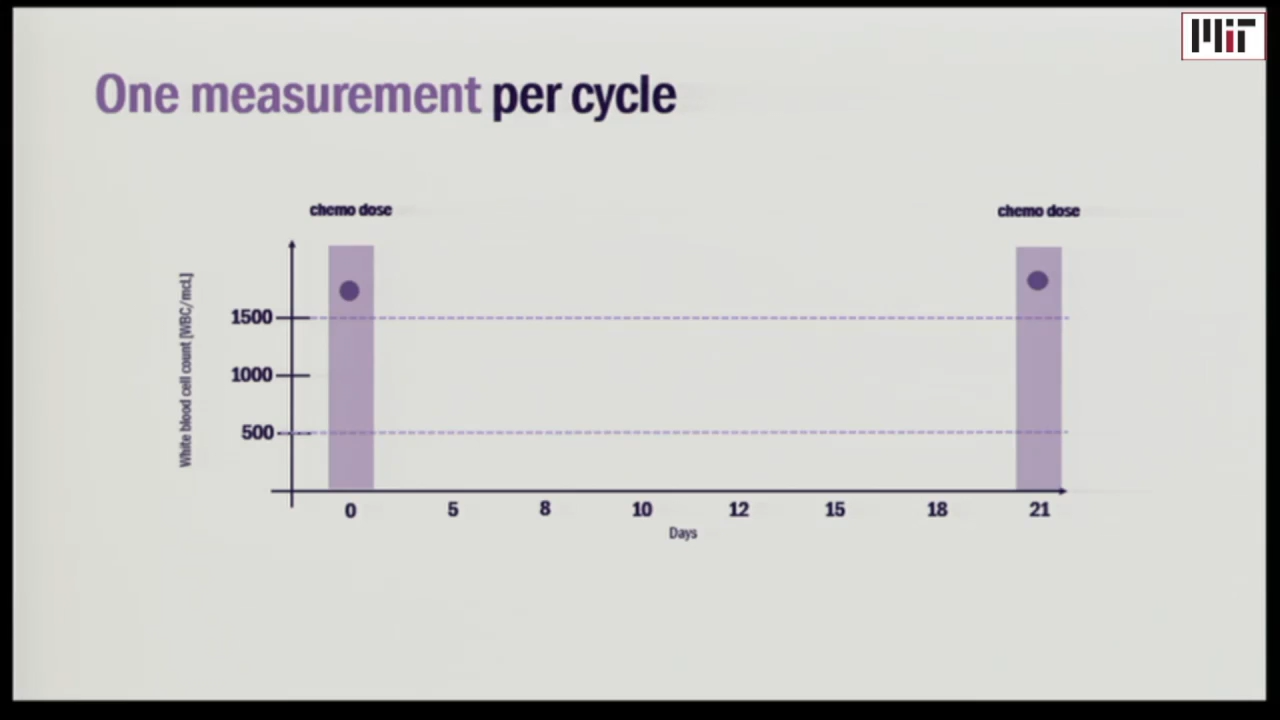 MIT
One measurement per cycle
chemo dose
chemo dose
White blood cell count [WBC/mcL]
1500
1000
500
0 5 8 10 12 15 18 21
Days